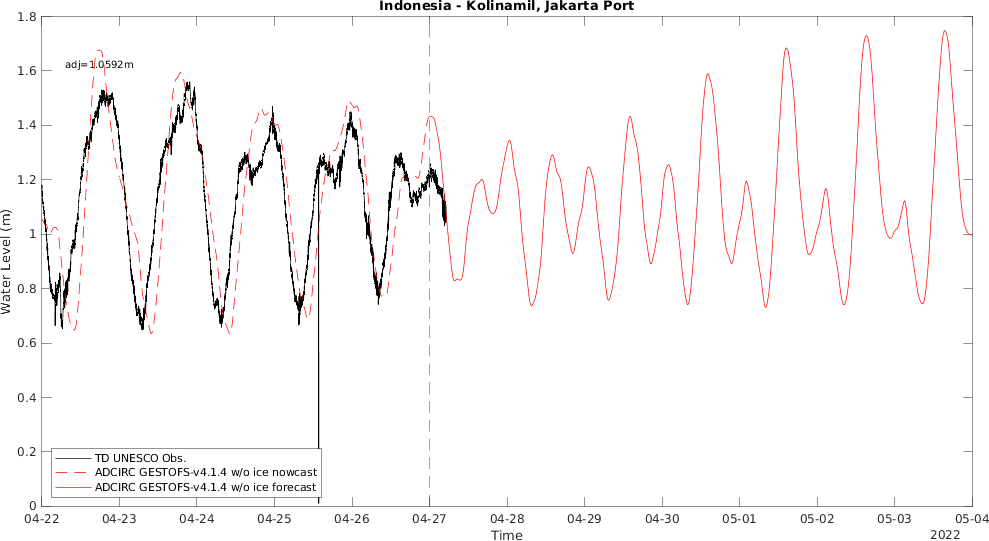 Indonesia - Kolinamil, Jakarta Port
1.8
1.6
1.4
1.2
1
0.8
0.6
0.4
0.2
0
Water Level (m)
adj=1.0592m
TD UNESCO Obs.
ADCIRC GESTOFS-v4.1.4 w/o ice nowcast
ADCIRC GESTOFS-v4.1.4 w/o ice forecast
04-22 04-23 04-24 04-25 04-26 04-27 04-28 04-29 04-30 05-01 05-02 05-03 05-04
Time
2022